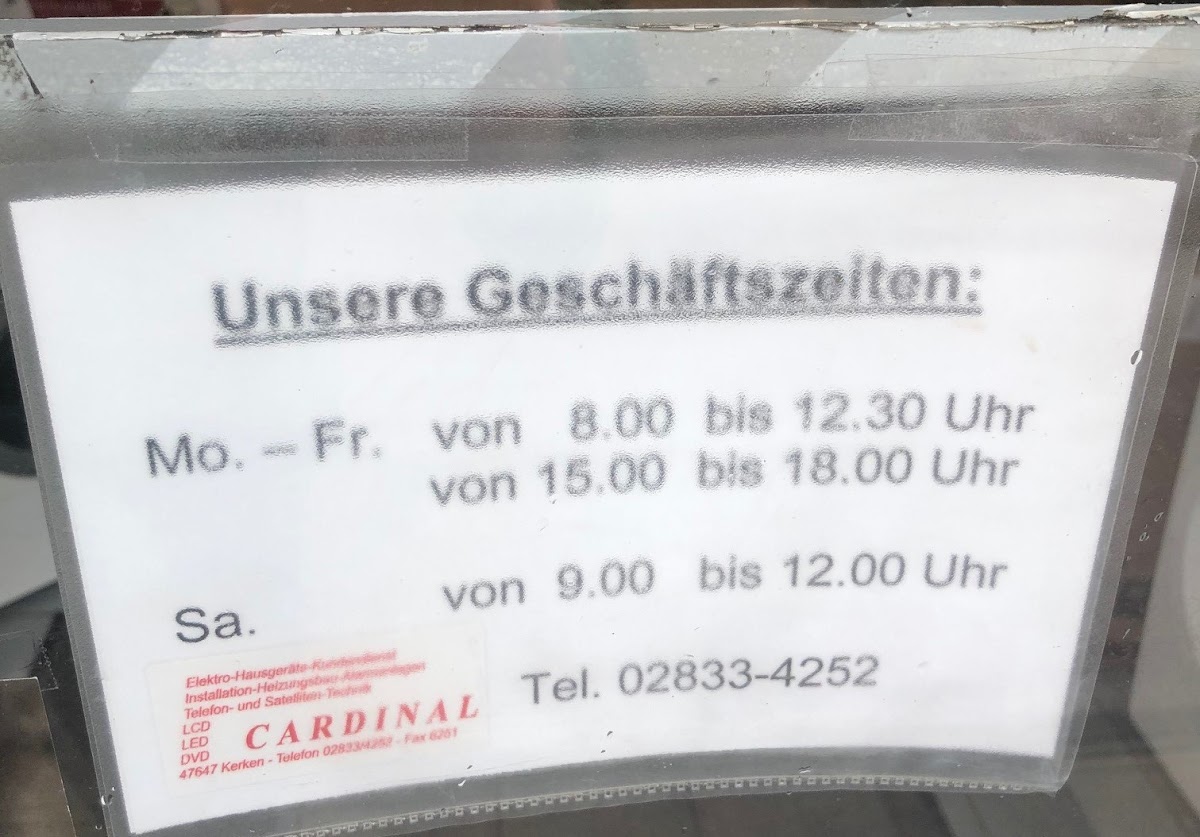 Unsere Geschäftszeiten:
Mo. – Fr. von 8.00 bis 12.30 Uhr
von 15.00 bis 18.00 Uhr
Sa. von 9.00 bis 12.00 Uhr
Tel. 02833-4252
Elektro-Hausgeräte-Kundendienst
Installation-Heizungsbau-Alarmanlagen
Telefon- und Satelliten-Technik
LCD
LED
DVD
CARDINAL
47647 Kerken - Telefon 02833/4252 - Fax 6251